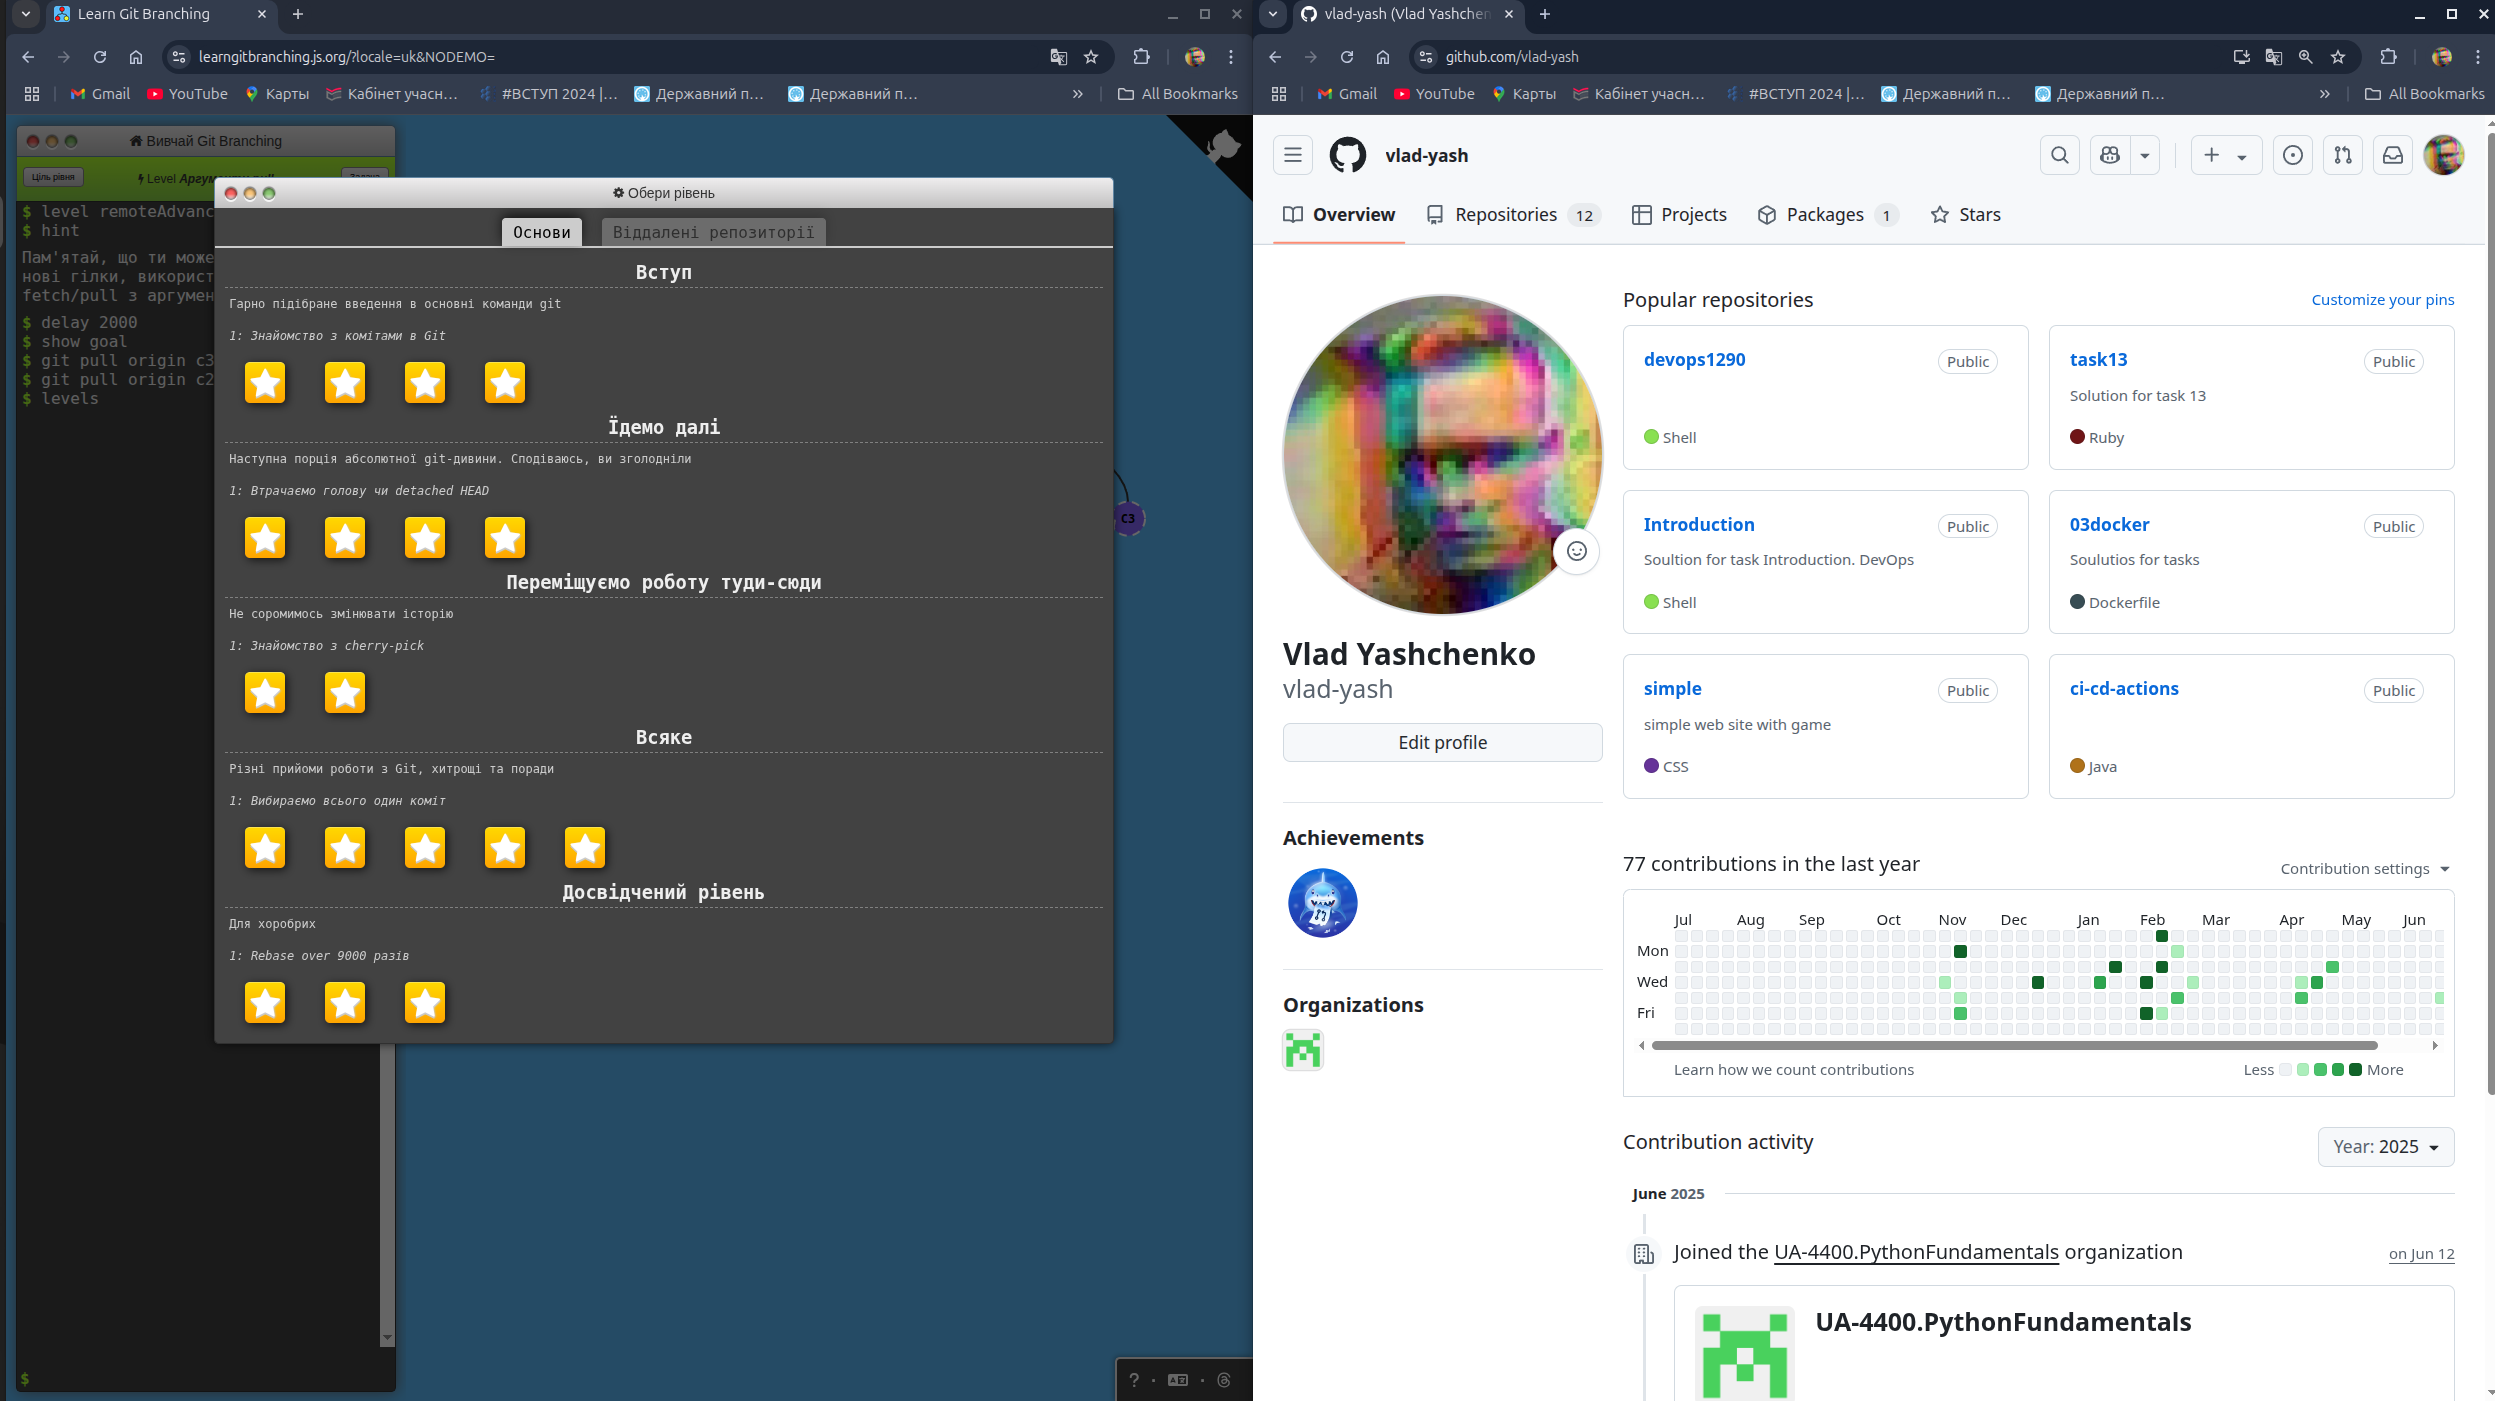 Learn Git Branching
learngitbranching.js.org/?locale=uk&NODEMO=
Gmail
YouTube
Карты
Кабінет учасн...
#ВСТУП 2024 |...
Державний п...
Державний п...
All Bookmarks
Вивчай Git Branching
Ціль рівня
Level Аргументи pull
$ level remoteAdvanc
$ hint
Пам'ятай, що ти може
нові гілки, використ
fetch/pull з аргумен
$ delay 2000
$ show goal
$ git pull origin c3
$ git pull origin c2
$ levels
$
Обери рівень
Основи
Віддалені репозиторії
Вступ
Гарно підібране введення в основні команди git
1: Знайомство з комітами в Git
Їдемо далі
Наступна порція абсолютної git-дивини. Сподіваюсь, ви зголодніли
1: Втрачаємо голову чи detached HEAD
Переміщуємо роботу туди-сюди
Не соромимось змінювати історію
1: Знайомство з cherry-pick
Всяке
Різні прийоми роботи з Git, хитрощі та поради
1: Вибираємо всього один коміт
Досвідчений рівень
Для хоробрих
1: Rebase over 9000 разів
C3
?
vlad-yash (Vlad Yashchen
github.com/vlad-yash
Gmail
YouTube
Карты
Кабінет учасн...
#ВСТУП 2024 |...
Державний п...
Державний п...
All Bookmarks
vlad-yash
Overview
Repositories 12
Projects
Packages 1
Stars
Vlad Yashchenko
vlad-yash
Edit profile
Achievements
Organizations
Popular repositories
Customize your pins
devops1290
Public
Shell
task13
Public
Solution for task 13
Ruby
Introduction
Public
Soultion for task Introduction. DevOps
Shell
03docker
Public
Soulutios for tasks
Dockerfile
simple
Public
simple web site with game
CSS
ci-cd-actions
Public
Java
77 contributions in the last year
Contribution settings
Jul Aug Sep Oct Nov Dec Jan Feb Mar Apr May Jun
Mon
Wed
Fri
Learn how we count contributions
Less
More
Contribution activity
Year: 2025
June 2025
Joined the UA-4400.PythonFundamentals organization
on Jun 12
UA-4400.PythonFundamentals